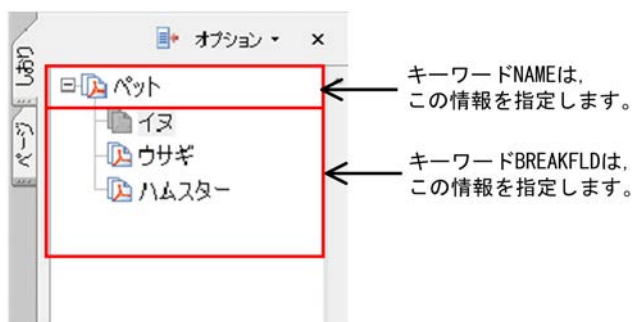 オプション
しおり
ページ
ペット
イヌ
ウサギ
ハムスター
キーワードNAMEは,
この情報を指定します。
キーワードBREAKFLDは,
この情報を指定します。